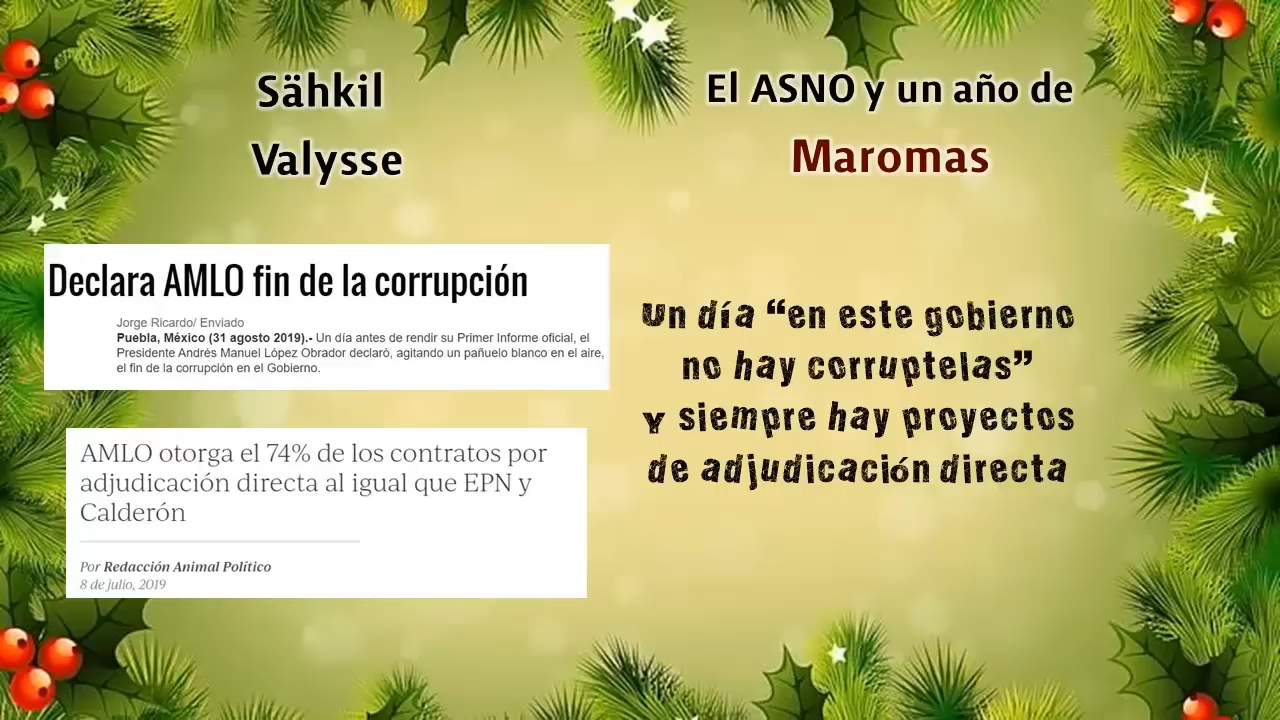 Sähkil
Valysse
El ASNO y un año de
Maromas
Declara AMLO fin de la corrupción
Jorge Ricardo/ Enviado
Puebla, México (31 agosto 2019).- Un día antes de rendir su Primer Informe oficial, el
Presidente Andrés Manuel López Obrador declaró, agitando un pañuelo blanco en el aire,
el fin de la corrupción en el Gobierno.
AMLO otorga el 74% de los contratos por
adjudicación directa al igual que EPN y
Calderón
Por Redacción Animal Político
8 de julio, 2019
un día “en este gobierno
no hay corruptelas”
Y siempre hay proyectos
de adjudicación directa